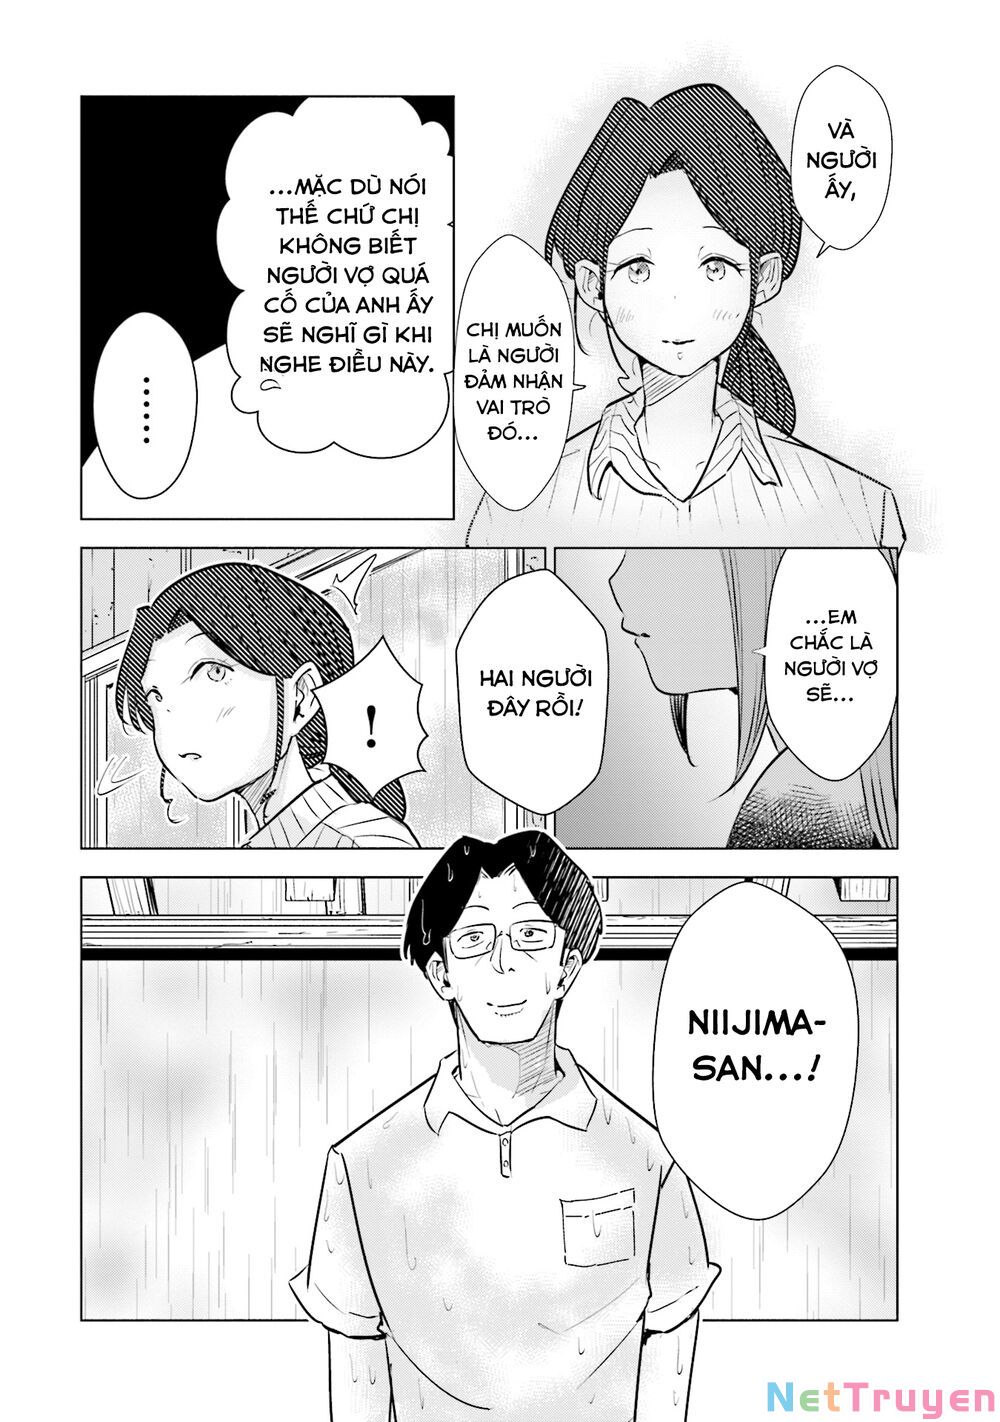 VÀ
NGƯỜI
ẤY,
CHỊ MUỐN
LÀ NGƯỜI
ĐẢM NHẬN
VAI TRÒ
ĐÓ...
...MẶC DÙ NÓI
THẾ CHỨ CHỊ
KHÔNG BIẾT
NGƯỜI VỢ QUÁ
CỐ CỦA ANH ẤY
SẼ NGHĨ GÌ KHI
NGHE ĐIỀU NÀY.
......
...EM
CHẮC LÀ
NGƯỜI VỢ
SẼ...
HAI NGƯỜI
ĐÂY RỒI!
!
NIIJIMA-
SAN...!
NetTruyen